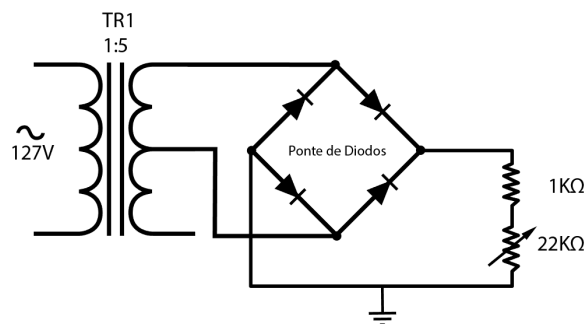 TR1
1:5
127V
Ponte de Diodos
1KΩ
22KΩ